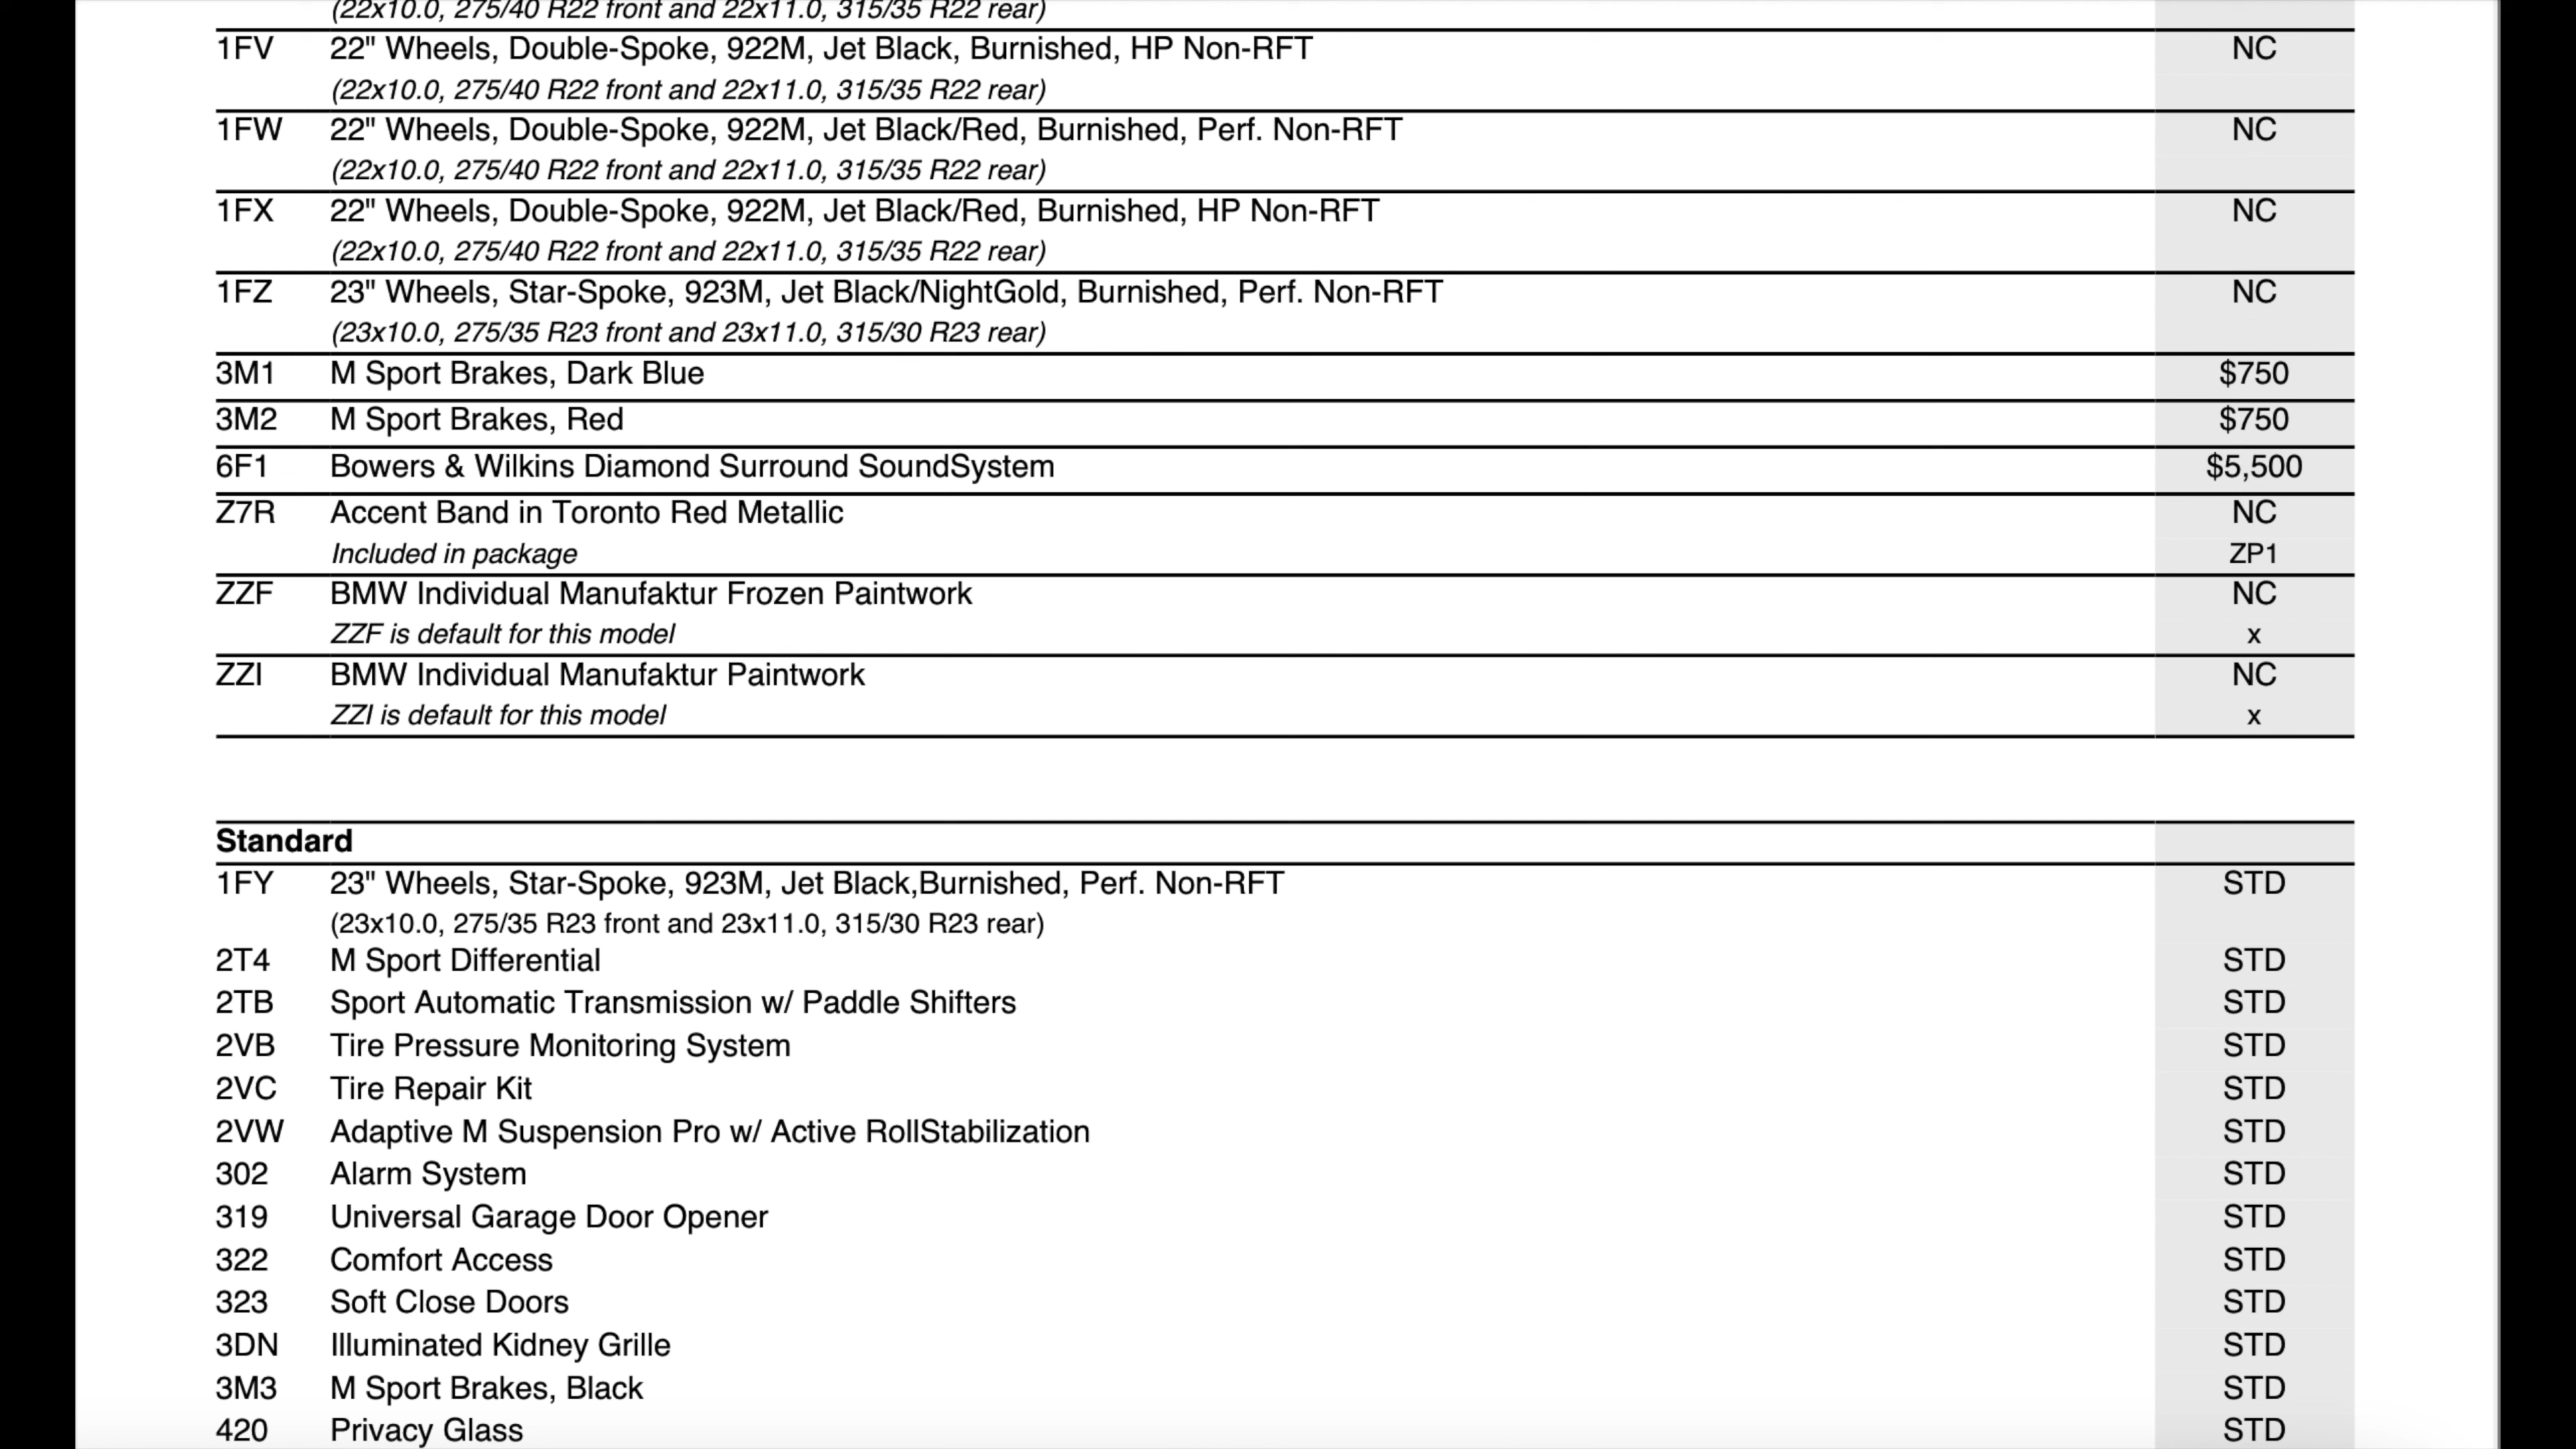 (22x10.0, 275/40 R22 front and 22x11.0, 315/35 R22 rear)
1FV 22" Wheels, Double-Spoke, 922M, Jet Black, Burnished, HP Non-RFT NC
(22x10.0, 275/40 R22 front and 22x11.0, 315/35 R22 rear)
1FW 22" Wheels, Double-Spoke, 922M, Jet Black/Red, Burnished, Perf. Non-RFT NC
(22x10.0, 275/40 R22 front and 22x11.0, 315/35 R22 rear)
1FX 22" Wheels, Double-Spoke, 922M, Jet Black/Red, Burnished, HP Non-RFT NC
(22x10.0, 275/40 R22 front and 22x11.0, 315/35 R22 rear)
1FZ 23" Wheels, Star-Spoke, 923M, Jet Black/NightGold, Burnished, Perf. Non-RFT NC
(23x10.0, 275/35 R23 front and 23x11.0, 315/30 R23 rear)
3M1 M Sport Brakes, Dark Blue $750
3M2 M Sport Brakes, Red $750
6F1 Bowers & Wilkins Diamond Surround SoundSystem $5,500
Z7R Accent Band in Toronto Red Metallic NC
Included in package ZP1
ZZF BMW Individual Manufaktur Frozen Paintwork NC
ZZF is default for this model x
ZZI BMW Individual Manufaktur Paintwork NC
ZZI is default for this model x
Standard
1FY 23" Wheels, Star-Spoke, 923M, Jet Black,Burnished, Perf. Non-RFT STD
(23x10.0, 275/35 R23 front and 23x11.0, 315/30 R23 rear)
2T4 M Sport Differential STD
2TB Sport Automatic Transmission w/ Paddle Shifters STD
2VB Tire Pressure Monitoring System STD
2VC Tire Repair Kit STD
2VW Adaptive M Suspension Pro w/ Active RollStabilization STD
302 Alarm System STD
319 Universal Garage Door Opener STD
322 Comfort Access STD
323 Soft Close Doors STD
3DN Illuminated Kidney Grille STD
3M3 M Sport Brakes, Black STD
420 Privacy Glass STD